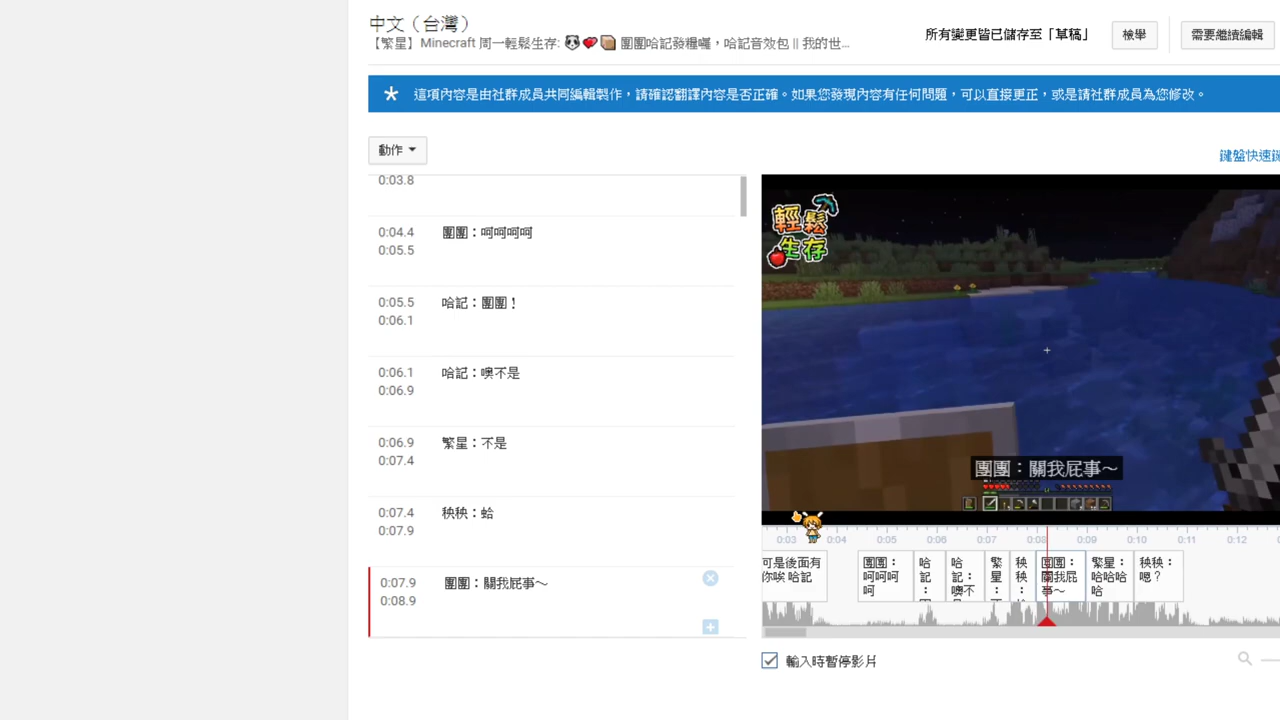 中文（台灣）
【繁星】Minecraft 周一輕鬆生存: 🐼❤️📦 團團哈記發糧囉，哈記音效包 || 我的世...
所有變更皆已儲存至「草稿」
檢舉
需要繼續編輯
* 這項內容是由社群成員共同編輯製作，請確認翻譯內容是否正確。如果您發現內容有任何問題，可以直接更正，或是請社群成員為您修改。
動作
鍵盤快速鍵
0:03.8
0:04.4 團團：呵呵呵呵
0:05.5
0:05.5 哈記：團團！
0:06.1
0:06.1 哈記：噢不是
0:06.9
0:06.9 繁星：不是
0:07.4
0:07.4 秧秧：蛤
0:07.9
0:07.9 團團：關我屁事～
0:08.9
輕鬆
生存
團團：關我屁事～
0:03 0:04 0:05 0:06 0:07 0:08 0:09 0:10 0:11 0:12
可是後面有
你唉 哈記
團團：
呵呵呵
呵
哈
記
：
哈
記：
噢不
繁
星
：
秧
秧
：
團團：
關我屁
事～
繁星：
哈哈哈
哈
秧秧：
嗯？
輸入時暫停影片